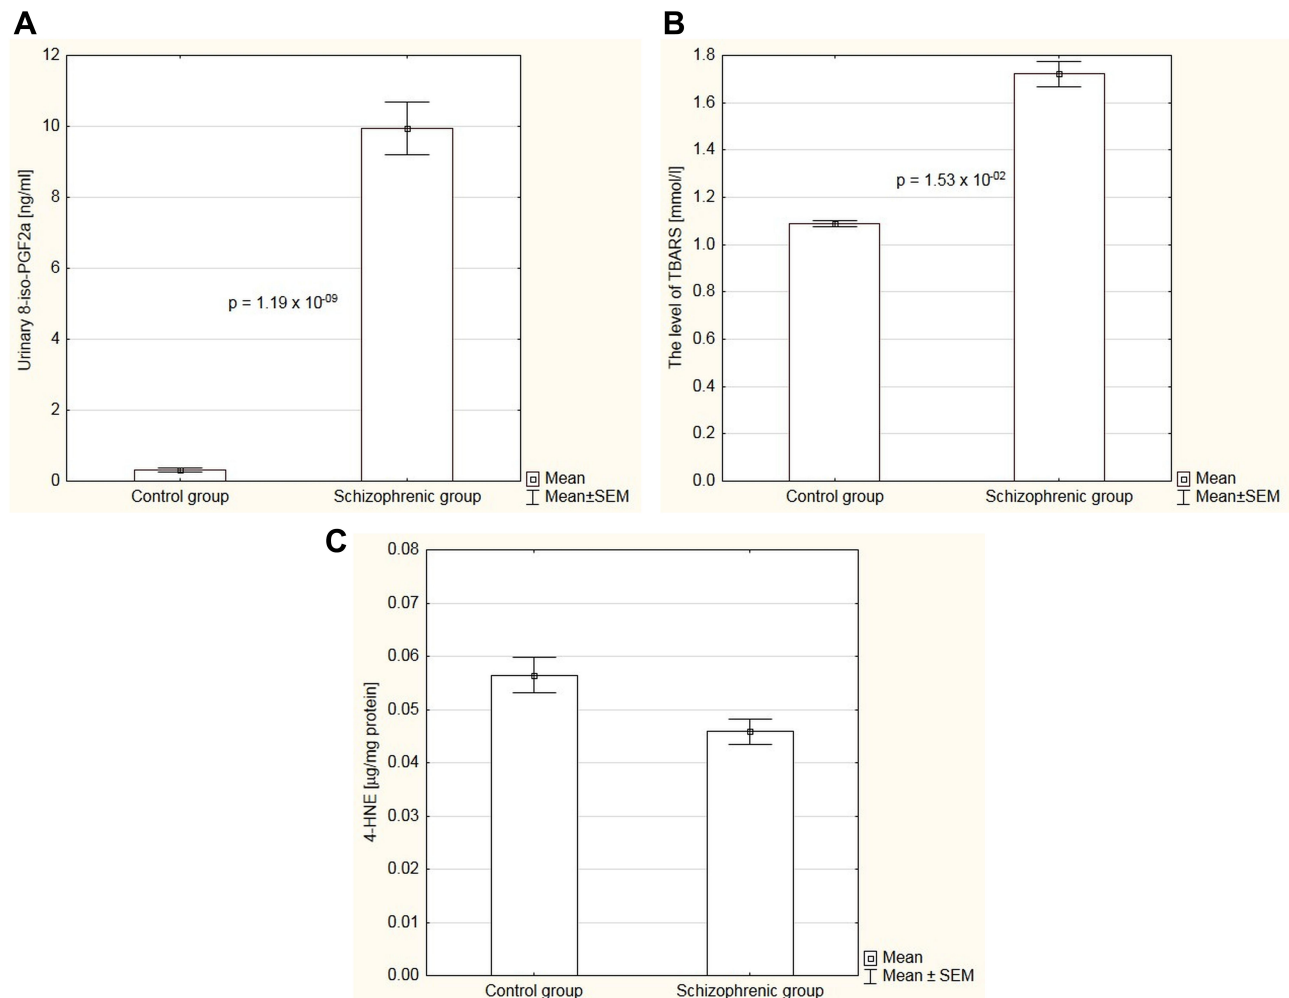 A
Urinary 8-iso-PGF2a [ng/ml]
12
10
8
6
4
2
0
p = 1.19 x 10⁻⁰⁹
Control group
Schizophrenic group
Mean
Mean±SEM
B
The level of TBARS [mmol/l]
1.8
1.6
1.4
1.2
1.0
0.8
0.6
0.4
0.2
0.0
p = 1.53 x 10⁻⁰²
Control group
Schizophrenic group
Mean
Mean±SEM
C
4-HNE [µg/mg protein]
0.08
0.07
0.06
0.05
0.04
0.03
0.02
0.01
0.00
Control group
Schizophrenic group
Mean
Mean ± SEM